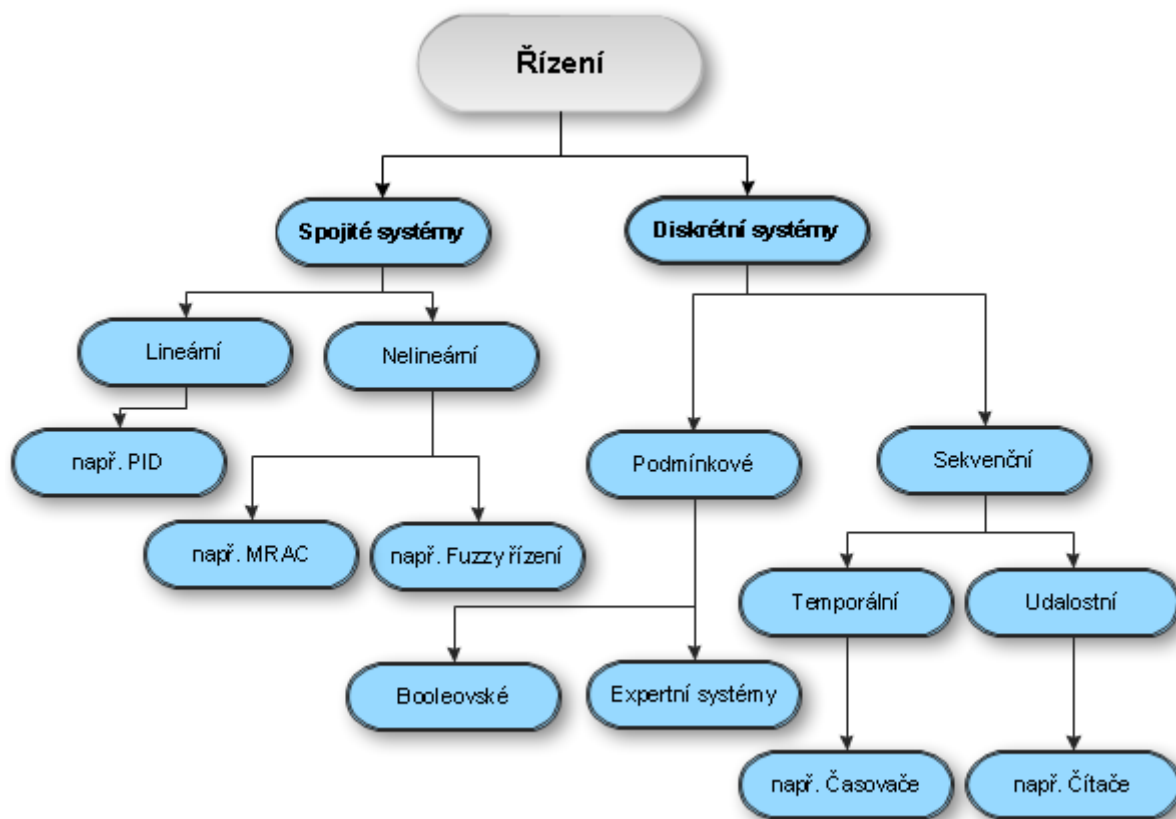 Řízení
Spojité systémy
Diskrétní systémy
Lineární
Nelineární
např. PID
Podmínkové
Sekvenční
např. MRAC
např. Fuzzy řízení
Temporální
Udalostní
Booleovské
Expertní systémy
např. Časovače
např. Čítače